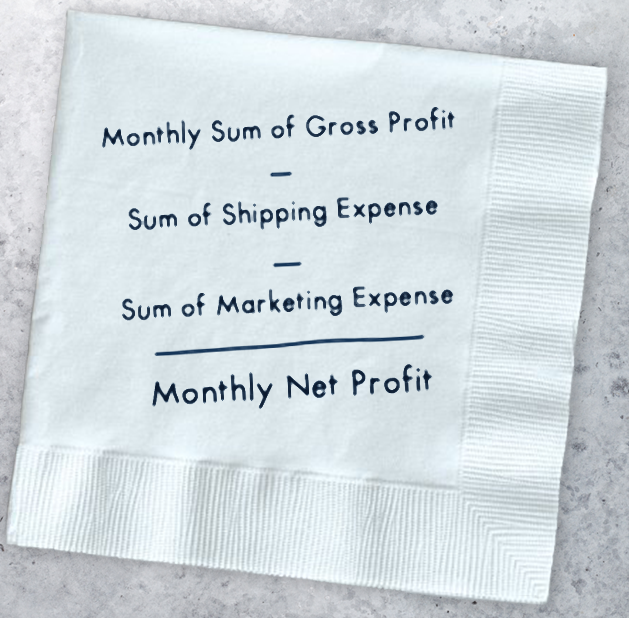 Monthly Sum of Gross Profit
–
Sum of Shipping Expense
–
Sum of Marketing Expense
Monthly Net Profit